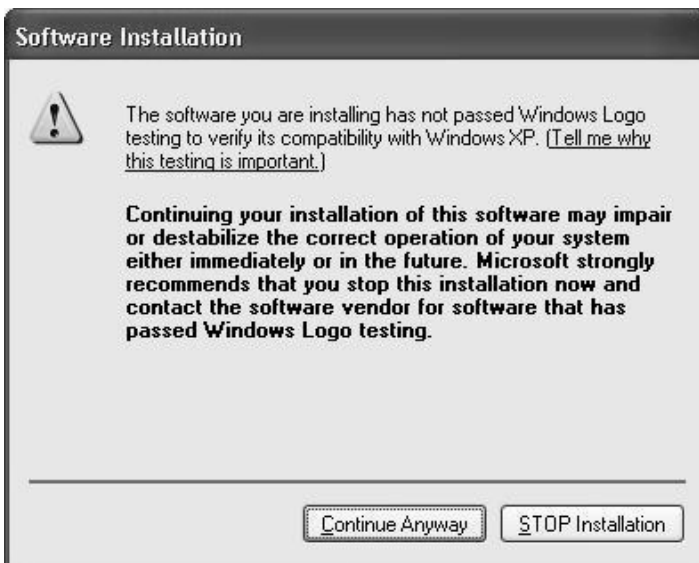 Software Installation
The software you are installing has not passed Windows Logo
testing to verify its compatibility with Windows XP. (Tell me why
this testing is important.)
Continuing your installation of this software may impair
or destabilize the correct operation of your system
either immediately or in the future. Microsoft strongly
recommends that you stop this installation now and
contact the software vendor for software that has
passed Windows Logo testing.
Continue Anyway STOP Installation